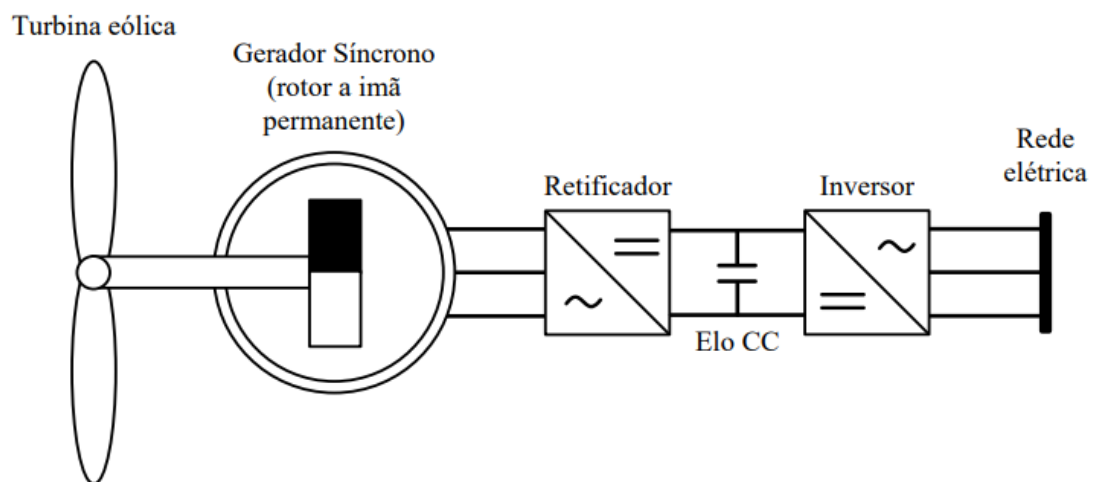 Turbina eólica
Gerador Síncrono
(rotor a imã
permanente)
Retificador
Elo CC
Inversor
Rede
elétrica